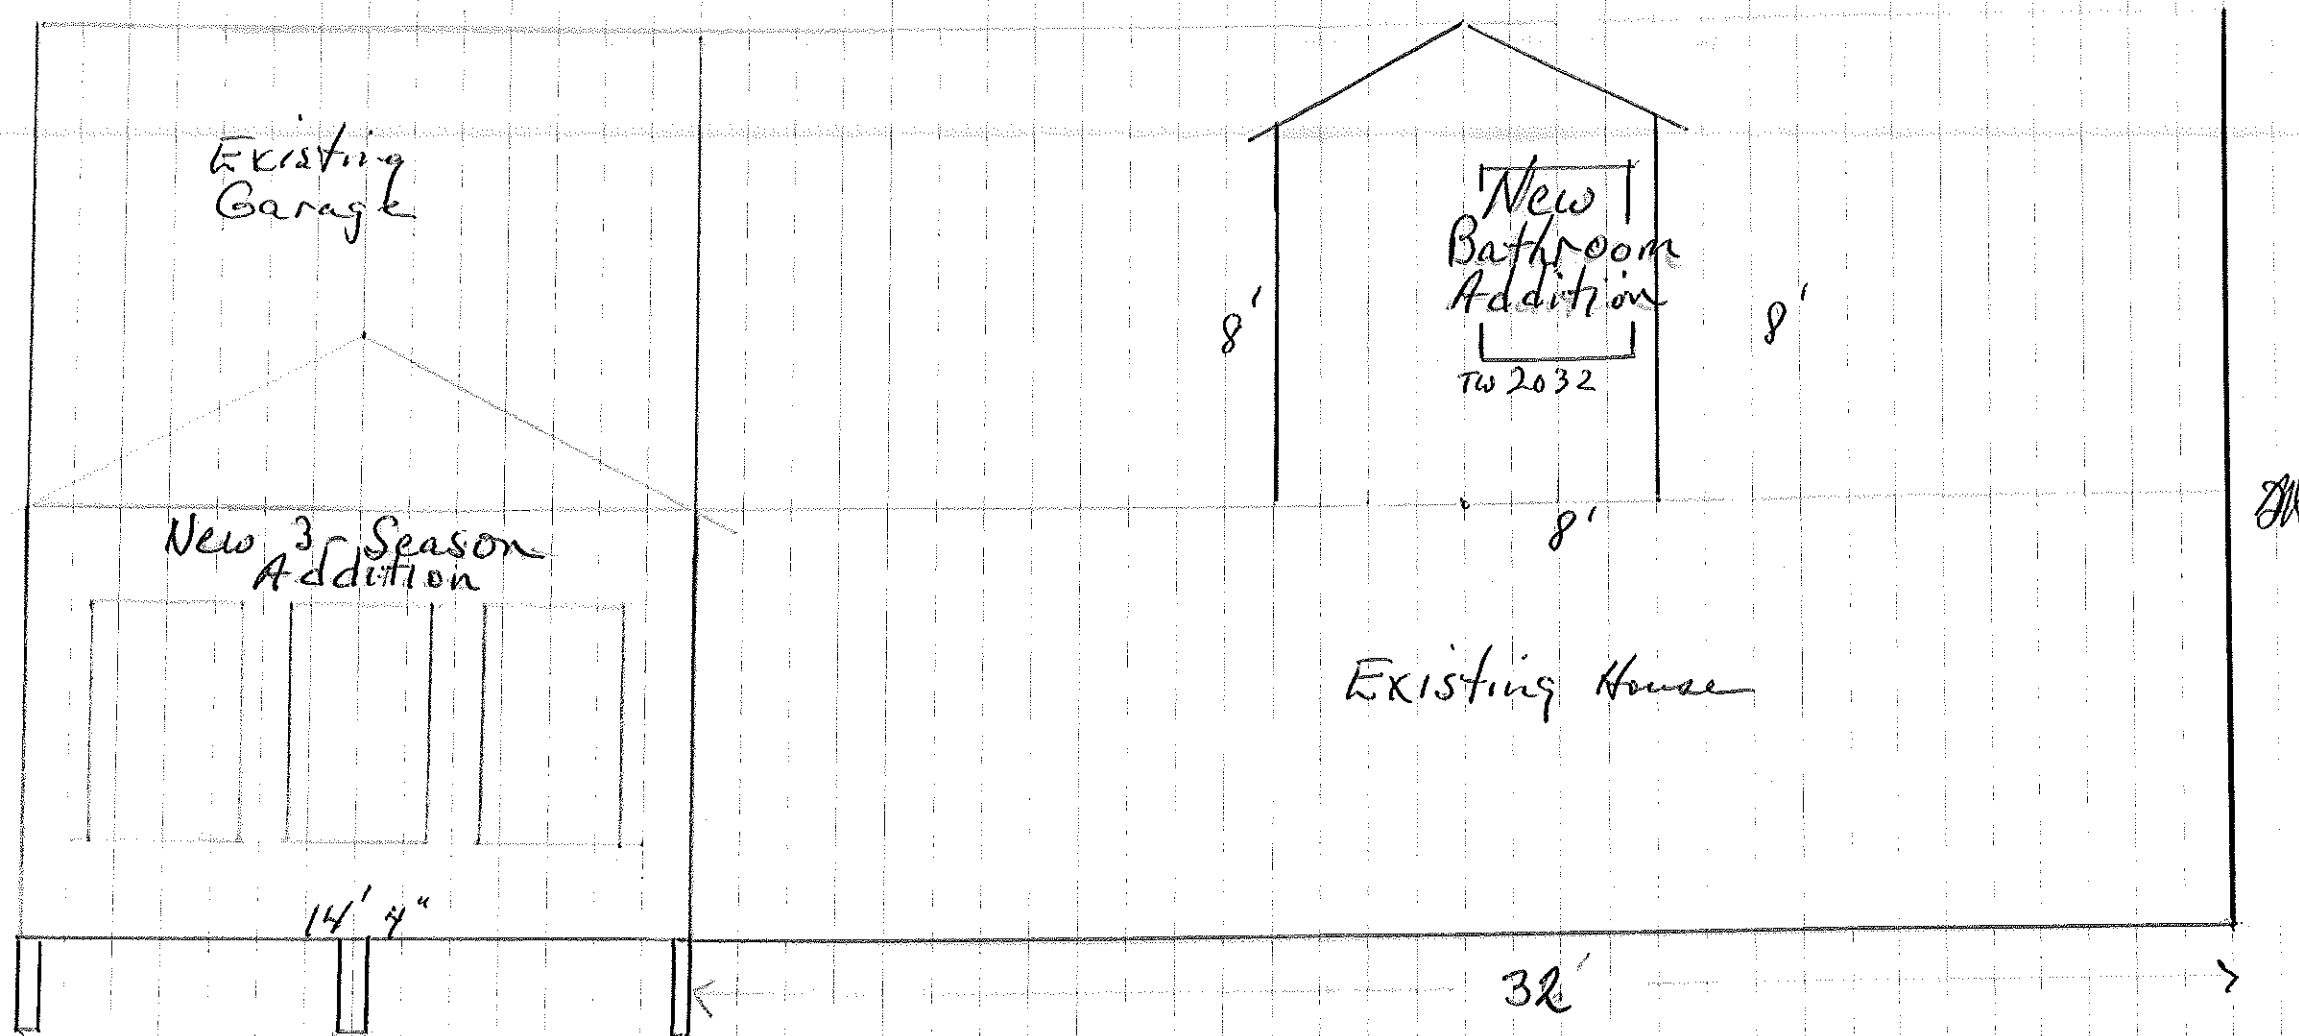 Existing
Garage
New
Bathroom
Addition
8'
8'
TW 2032
8'
New 3-Season
Addition
Existing House
14' 4"
32'